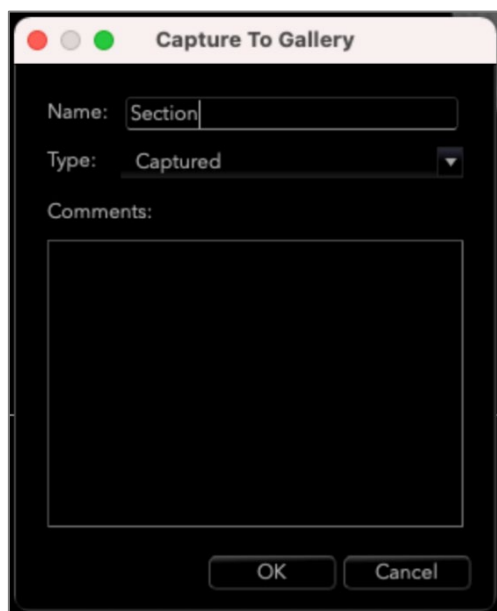 Capture To Gallery
Name: Section
Type: Captured
Comments:
OK Cancel